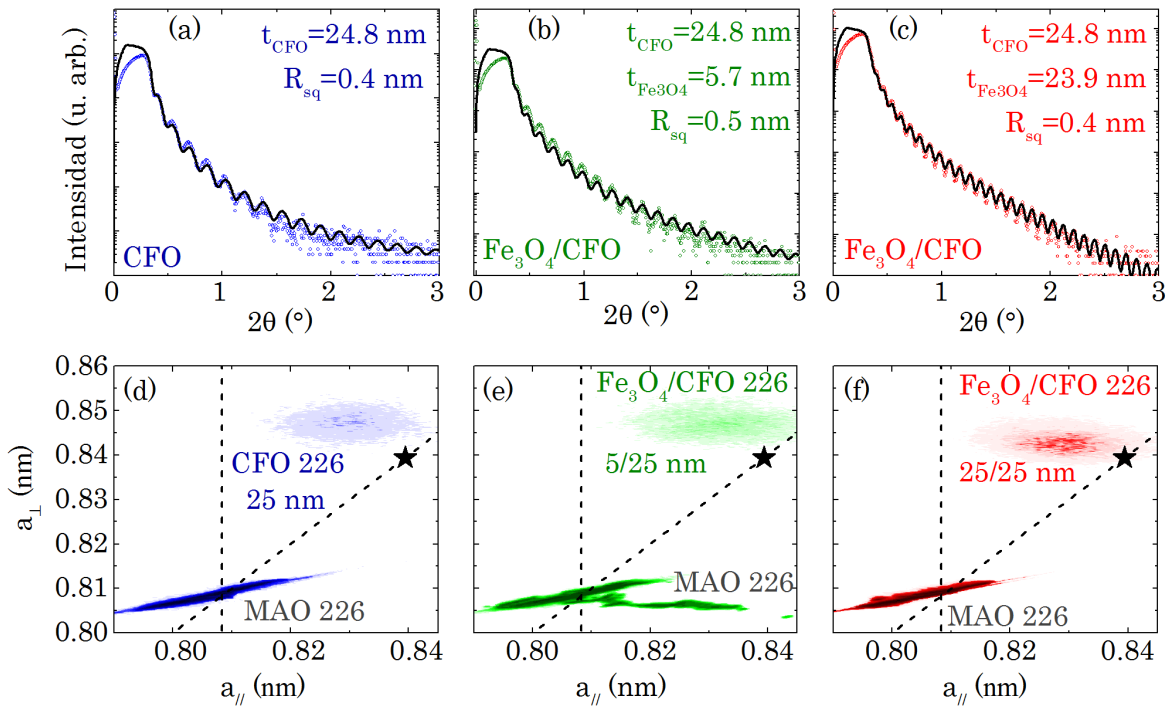 (a)
t_CFO=24.8 nm
R_sq=0.4 nm
CFO
Intensidad (u. arb.)
0 1 2 3
2θ (°)
(b)
t_CFO=24.8 nm
t_Fe3O4=5.7 nm
R_sq=0.5 nm
Fe₃O₄/CFO
0 1 2 3
2θ (°)
(c)
t_CFO=24.8 nm
t_Fe3O4=23.9 nm
R_sq=0.4 nm
Fe₃O₄/CFO
0 1 2 3
2θ (°)
0.86
0.85
0.84
0.83
0.82
0.81
0.80
a⊥ (nm)
(d)
CFO 226
25 nm
MAO 226
0.80 0.82 0.84
a// (nm)
(e)
Fe₃O₄/CFO 226
5/25 nm
MAO 226
0.80 0.82 0.84
a// (nm)
(f)
Fe₃O₄/CFO 226
25/25 nm
MAO 226
0.80 0.82 0.84
a// (nm)